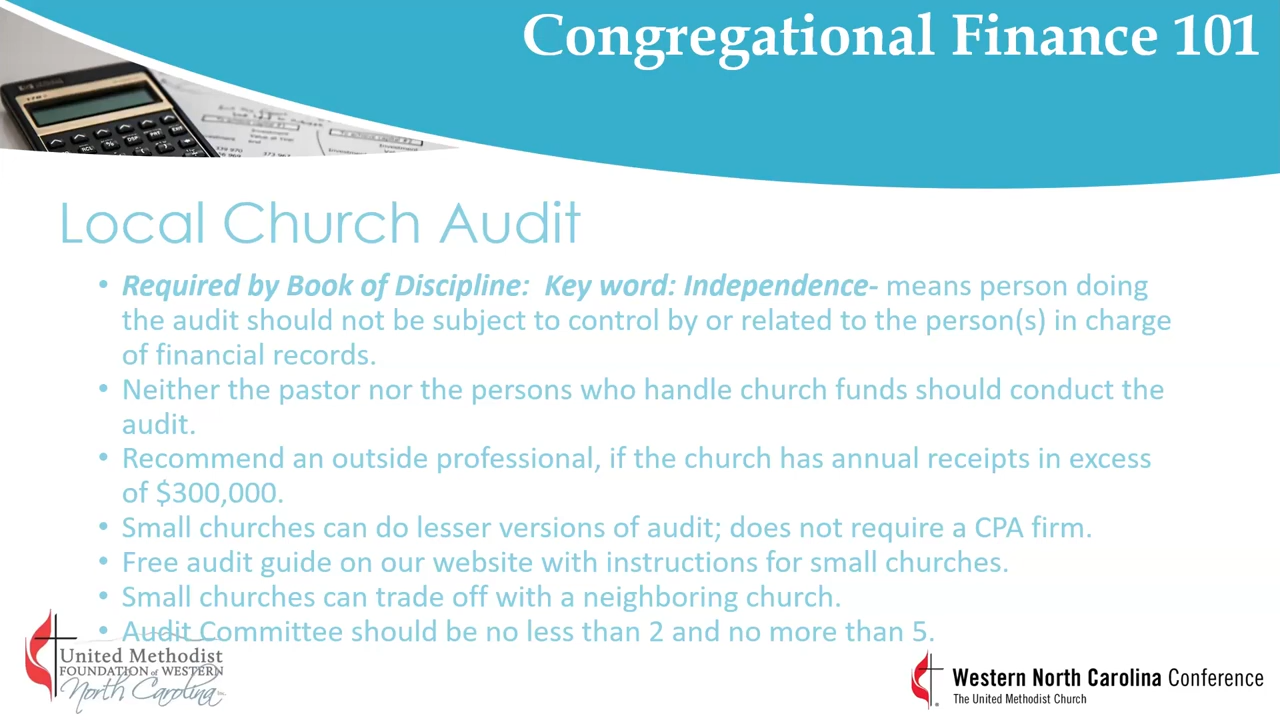 Congregational Finance 101
Local Church Audit
• Required by Book of Discipline:  Key word: Independence- means person doing
the audit should not be subject to control by or related to the person(s) in charge
of financial records.
• Neither the pastor nor the persons who handle church funds should conduct the
audit.
• Recommend an outside professional, if the church has annual receipts in excess
of $300,000.
• Small churches can do lesser versions of audit; does not require a CPA firm.
• Free audit guide on our website with instructions for small churches.
• Small churches can trade off with a neighboring church.
• Audit Committee should be no less than 2 and no more than 5.
United Methodist
FOUNDATION of WESTERN
North Carolina
Western North Carolina Conference
The United Methodist Church